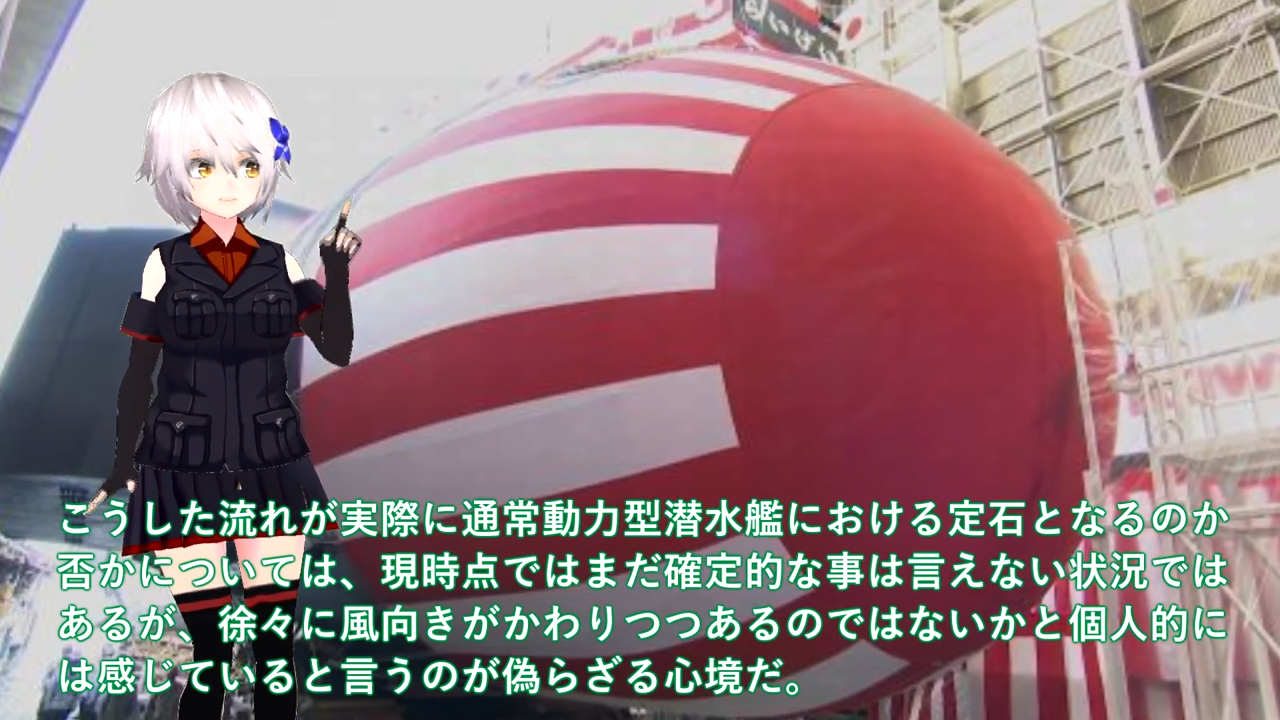 らいげい
こうした流れが実際に通常動力型潜水艦における定石となるのか
否かについては、現時点ではまだ確定的な事は言えない状況では
あるが、徐々に風向きがかわりつつあるのではないかと個人的に
は感じていると言うのが偽らざる心境だ。